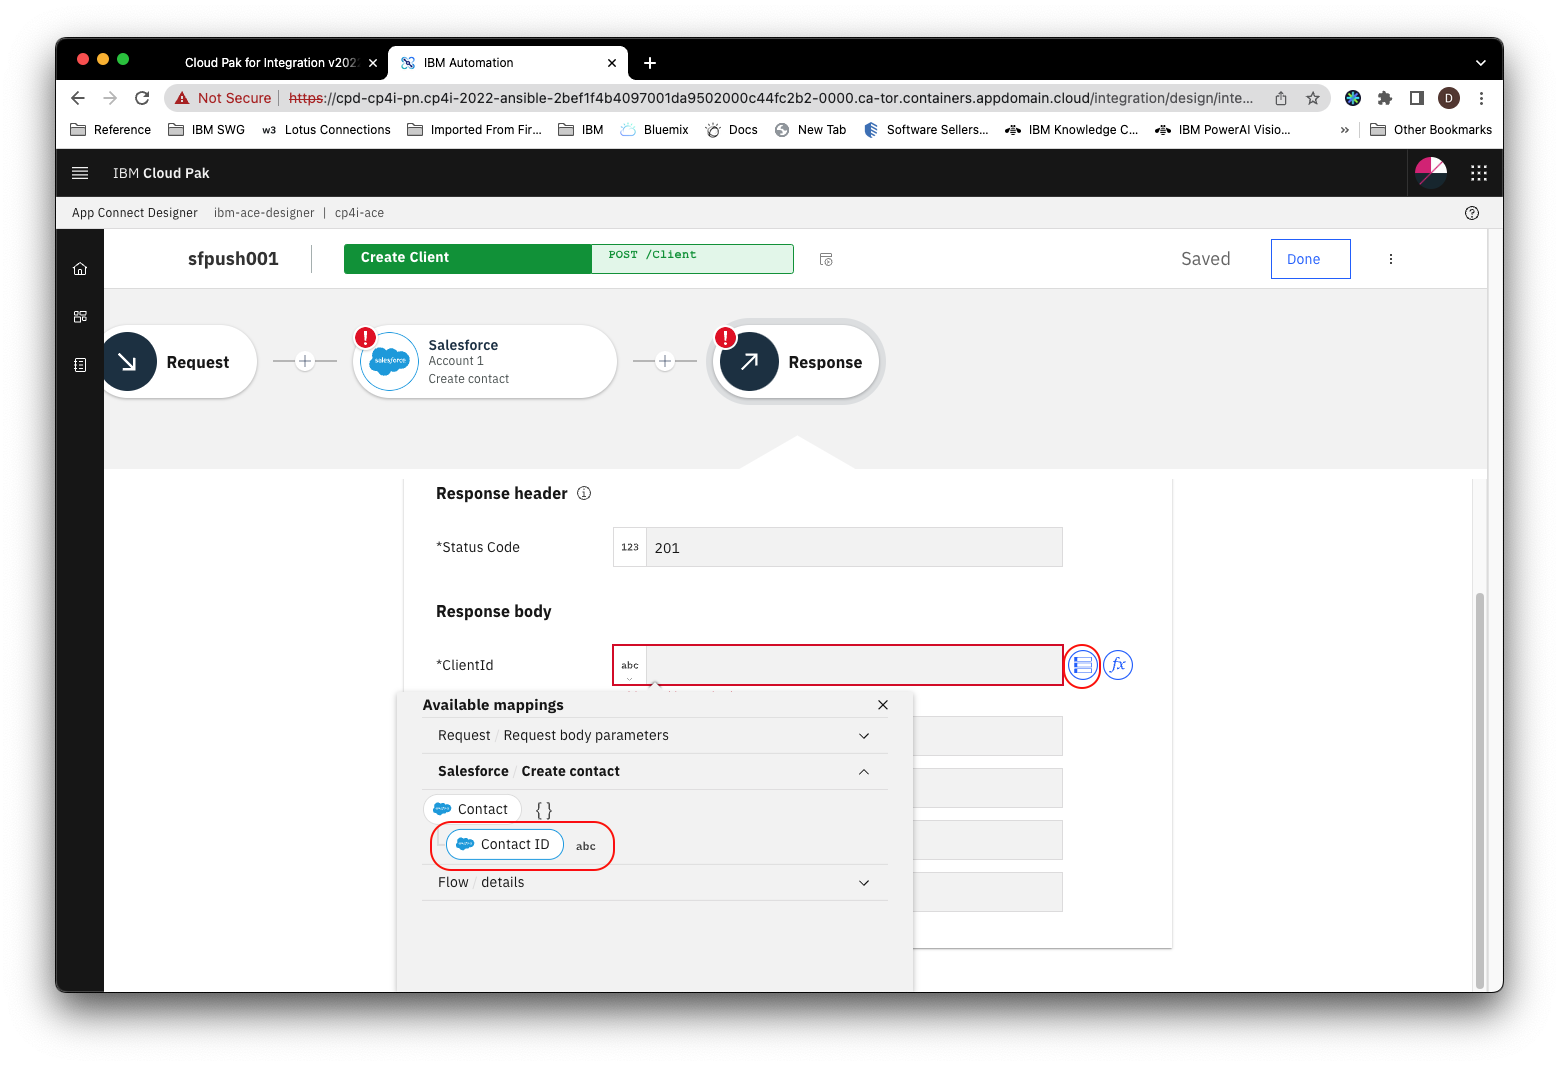 Cloud Pak for Integration v202
IBM Automation
Not Secure
https://cpd-cp4i-pn.cp4i-2022-ansible-2bef1f4b4097001da9502000c44fc2b2-0000.ca-tor.containers.appdomain.cloud/integration/design/inte...
D
Reference
IBM SWG
w3 Lotus Connections
Imported From Fir...
IBM
Bluemix
Docs
New Tab
Software Sellers...
IBM Knowledge C...
IBM PowerAI Visio...
»
Other Bookmarks
IBM Cloud Pak
App Connect Designer ibm-ace-designer | cp4i-ace
sfpush001
Create Client
POST /Client
Saved
Done
Request
!
salesforce
Salesforce
Account 1
Create contact
!
Response
Response header
*Status Code
123
201
Response body
*ClientId
abc
fx
Available mappings
Request / Request body parameters
Salesforce / Create contact
Contact { }
Contact ID abc
Flow / details